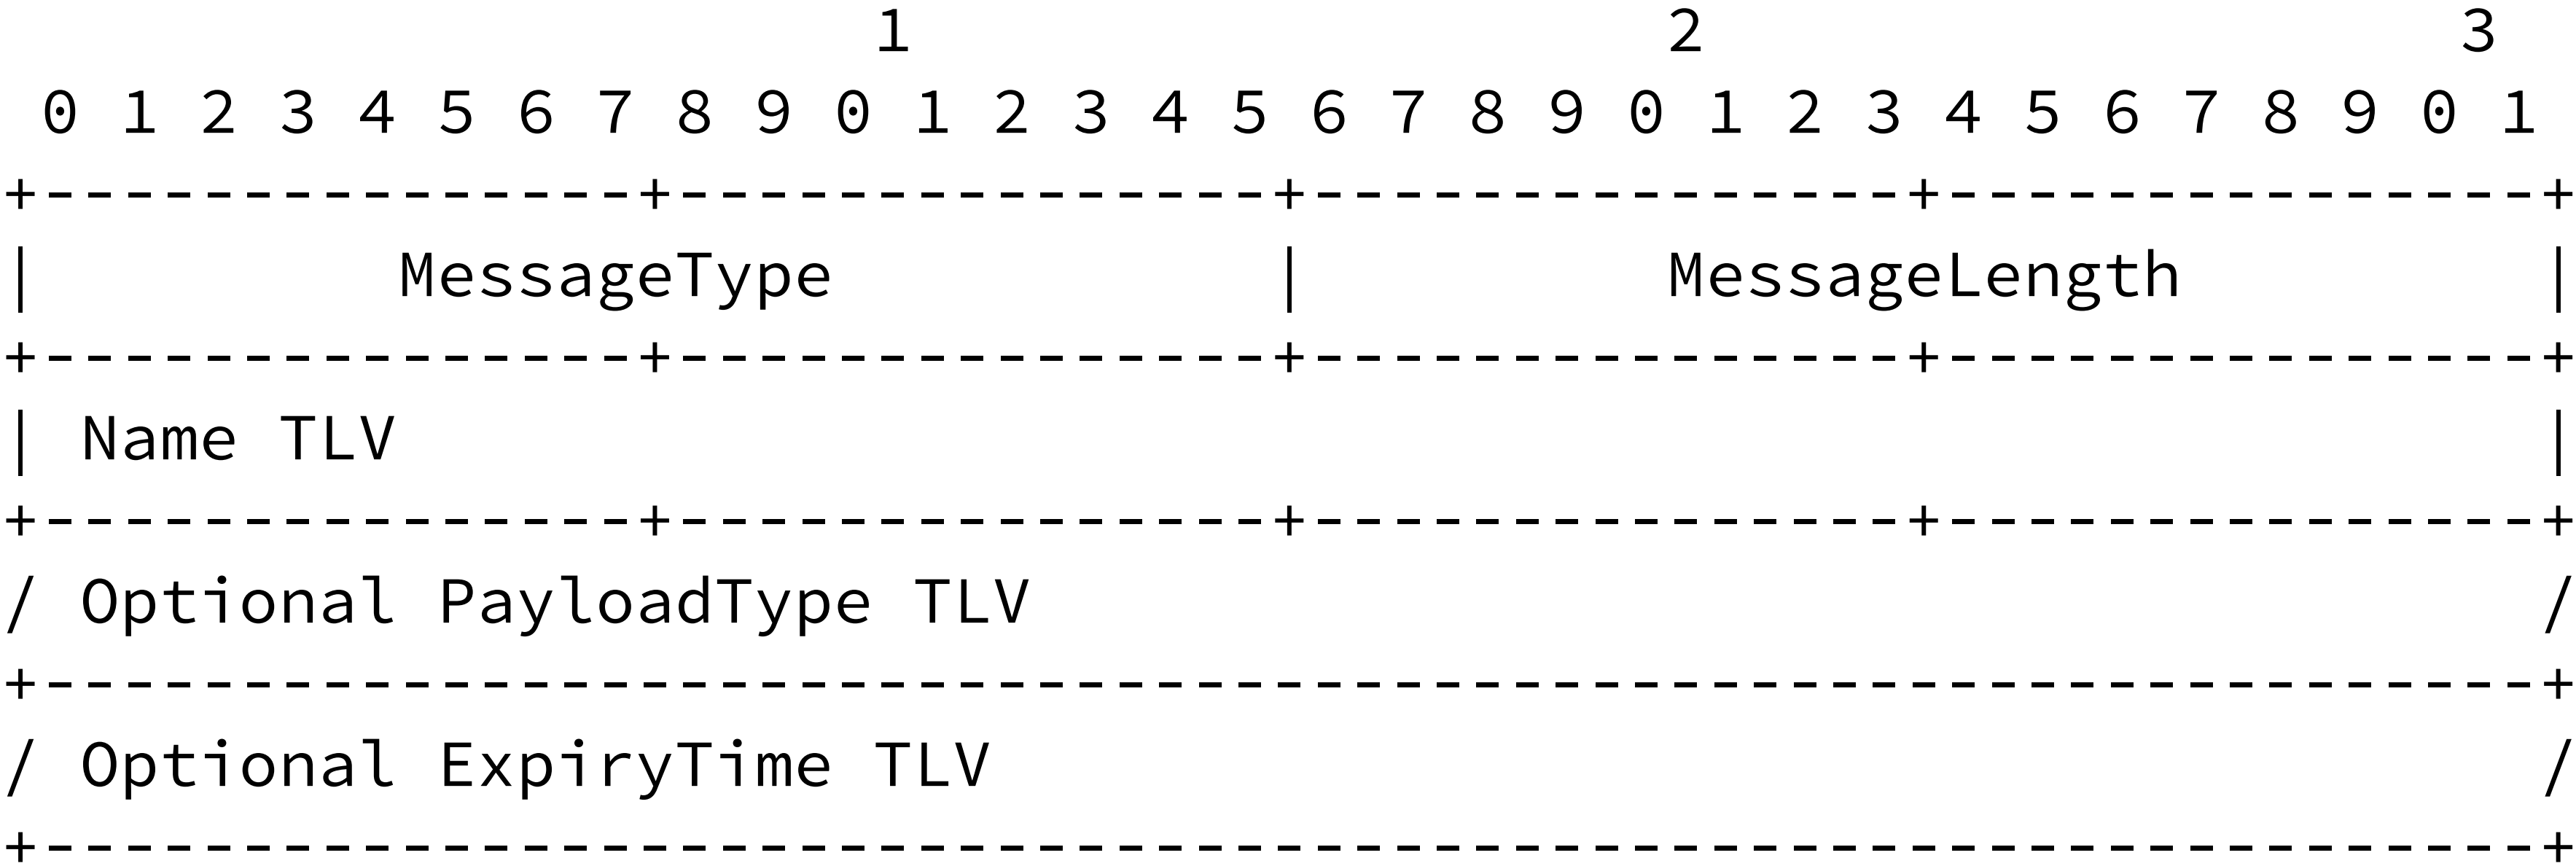 1                   2                   3
 0 1 2 3 4 5 6 7 8 9 0 1 2 3 4 5 6 7 8 9 0 1 2 3 4 5 6 7 8 9 0 1
+---------------+---------------+---------------+---------------+
|         MessageType           |         MessageLength         |
+---------------+---------------+---------------+---------------+
| Name TLV                                                      |
+---------------+---------------+---------------+---------------+
/ Optional PayloadType TLV                                      /
+---------------------------------------------------------------+
/ Optional ExpiryTime TLV                                       /
+---------------------------------------------------------------+